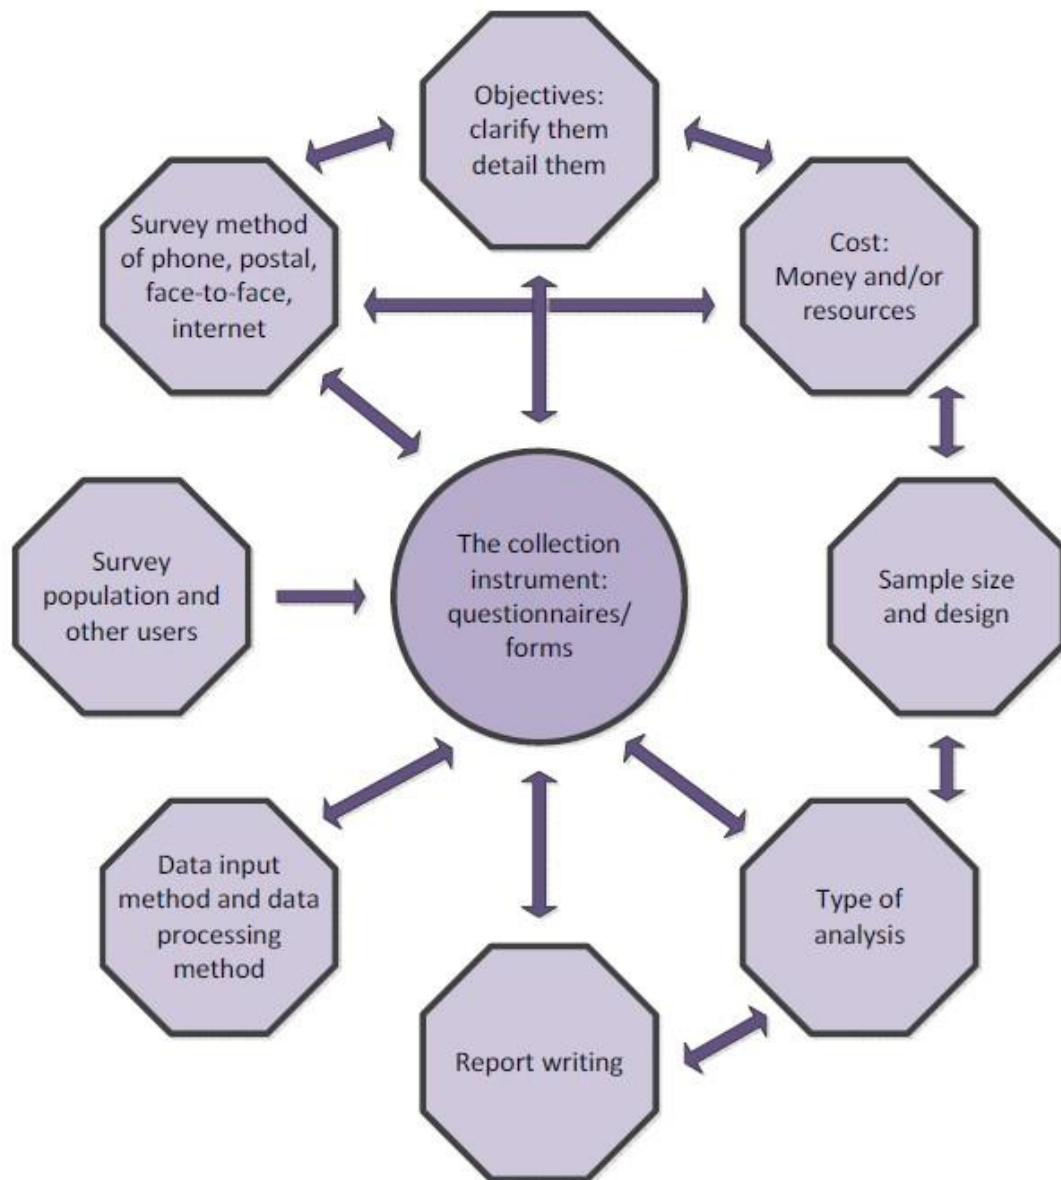 Objectives:
clarify them
detail them
Survey method
of phone, postal,
face-to-face,
internet
Cost:
Money and/or
resources
Survey
population and
other users
The collection
instrument:
questionnaires/
forms
Sample size
and design
Data input
method and data
processing
method
Type of
analysis
Report writing